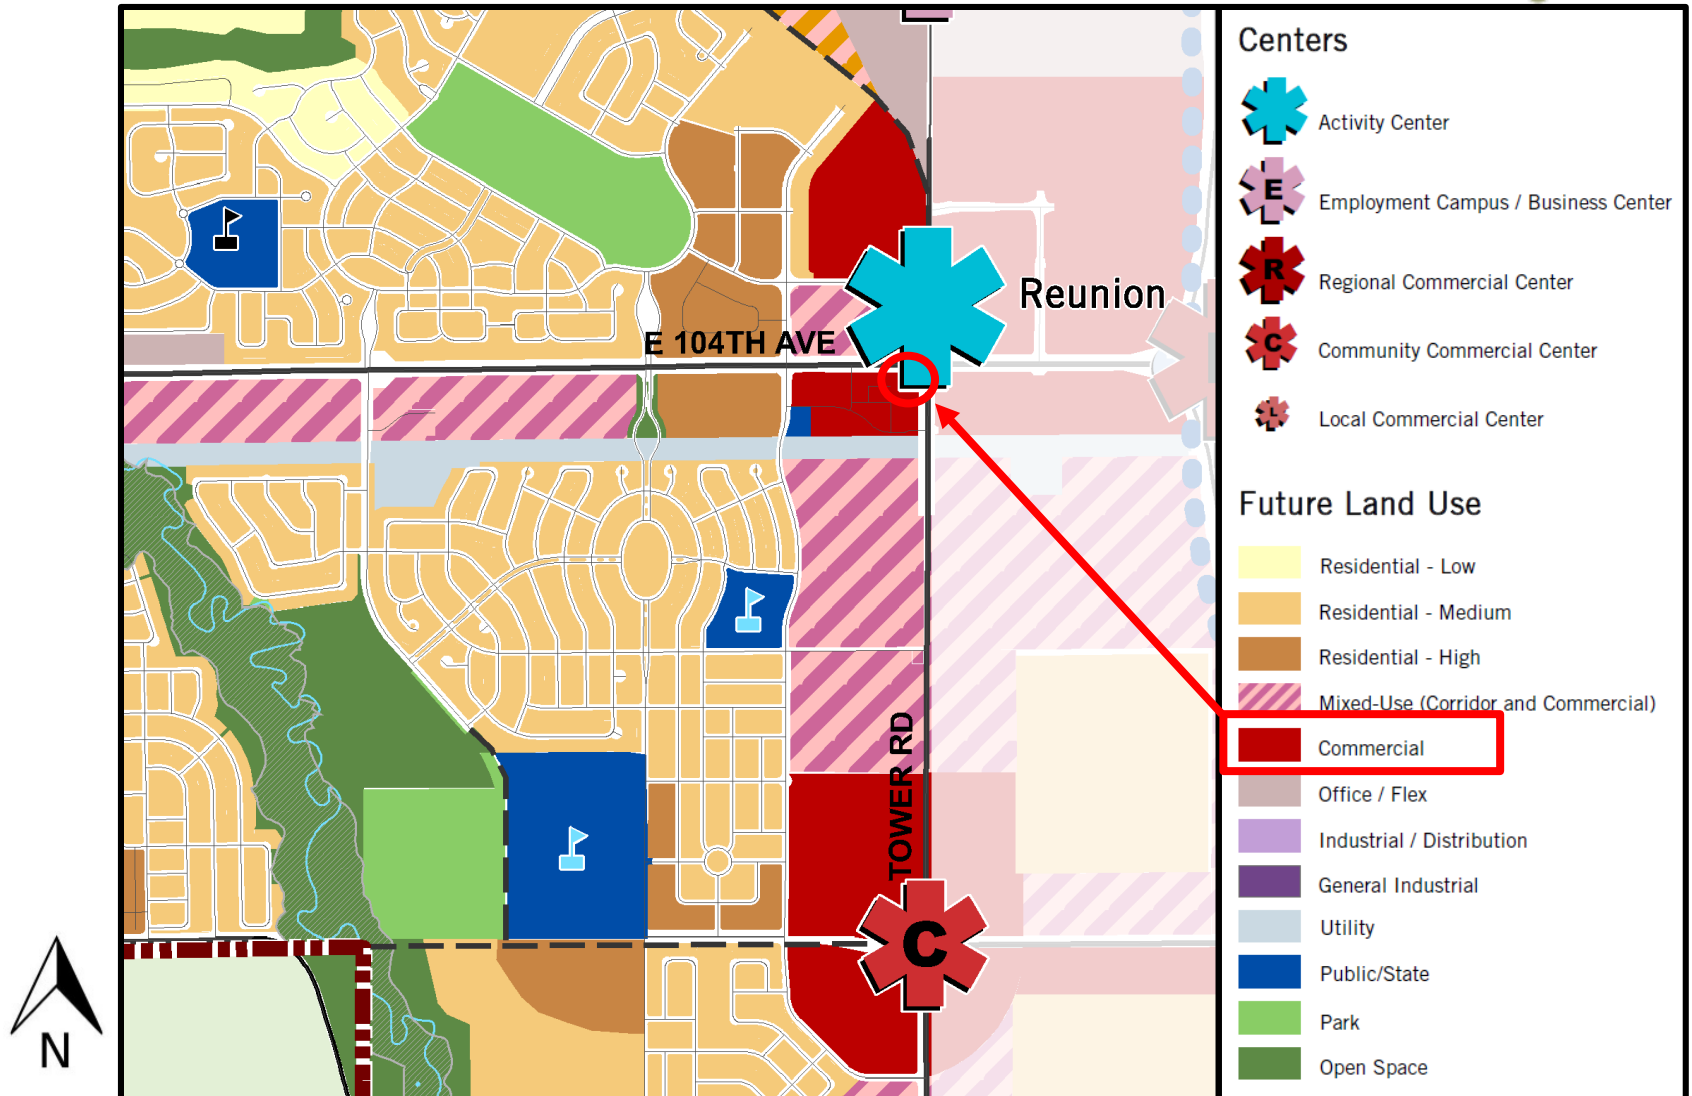 Reunion
E 104TH AVE
TOWER RD
C
N
Centers
Activity Center
E
Employment Campus / Business Center
R
Regional Commercial Center
C
Community Commercial Center
L
Local Commercial Center
Future Land Use
Residential - Low
Residential - Medium
Residential - High
Mixed-Use (Corridor and Commercial)
Commercial
Office / Flex
Industrial / Distribution
General Industrial
Utility
Public/State
Park
Open Space